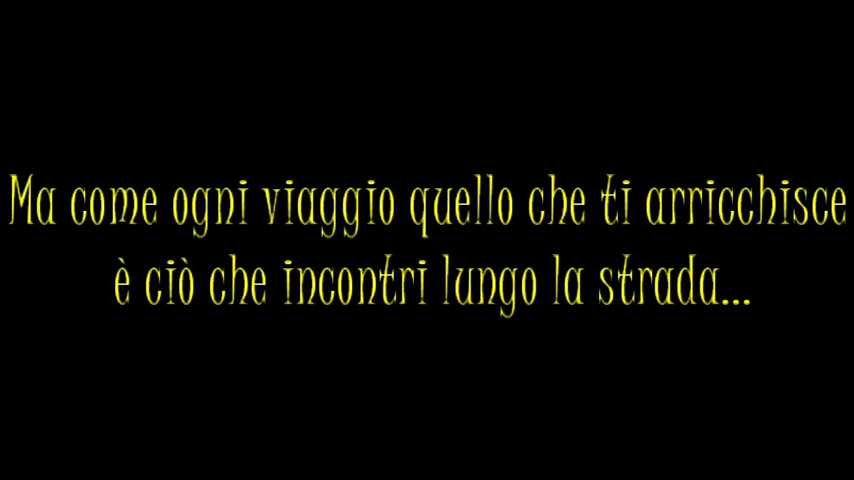 Ma come ogni viaggio quello che ti arricchisce
è ciò che incontri lungo la strada...